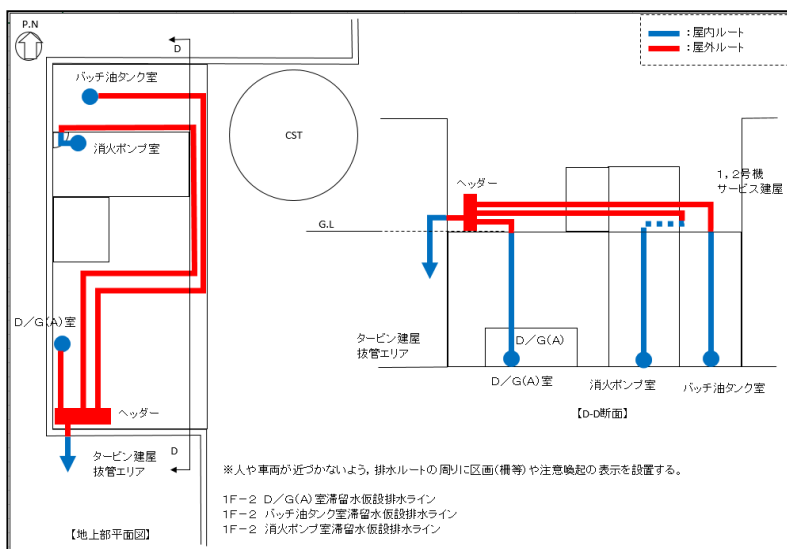 P.N
D
バッチ油タンク室
消火ポンプ室
CST
D／G(A)室
ヘッダー
タービン建屋
抜管エリア
D
【地上部平面図】
：屋内ルート
：屋外ルート
ヘッダー
1，2号機
サービス建屋
G.L
タービン建屋
抜管エリア
D／G(A)
D／G(A)室
消火ポンプ室
バッチ油タンク室
【D-D断面】
※人や車両が近づかないよう，排水ルートの周りに区画(柵等)や注意喚起の表示を設置する。
1F－2 D／G(A)室滞留水仮設排水ライン
1F－2 バッチ油タンク室滞留水仮設排水ライン
1F－2 消火ポンプ室滞留水仮設排水ライン